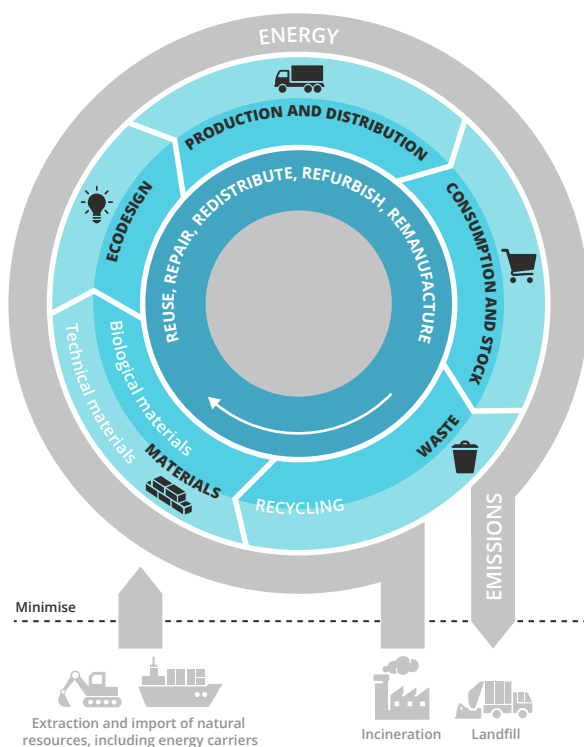 ENERGY
PRODUCTION AND DISTRIBUTION
CONSUMPTION AND STOCK
ECODESIGN
REUSE, REPAIR, REDISTRIBUTE, REFURBISH, REMANUFACTURE
Technical materials
Biological materials
MATERIALS
WASTE
RECYCLING
EMISSIONS
Minimise
Extraction and import of natural
resources, including energy carriers
Incineration
Landfill